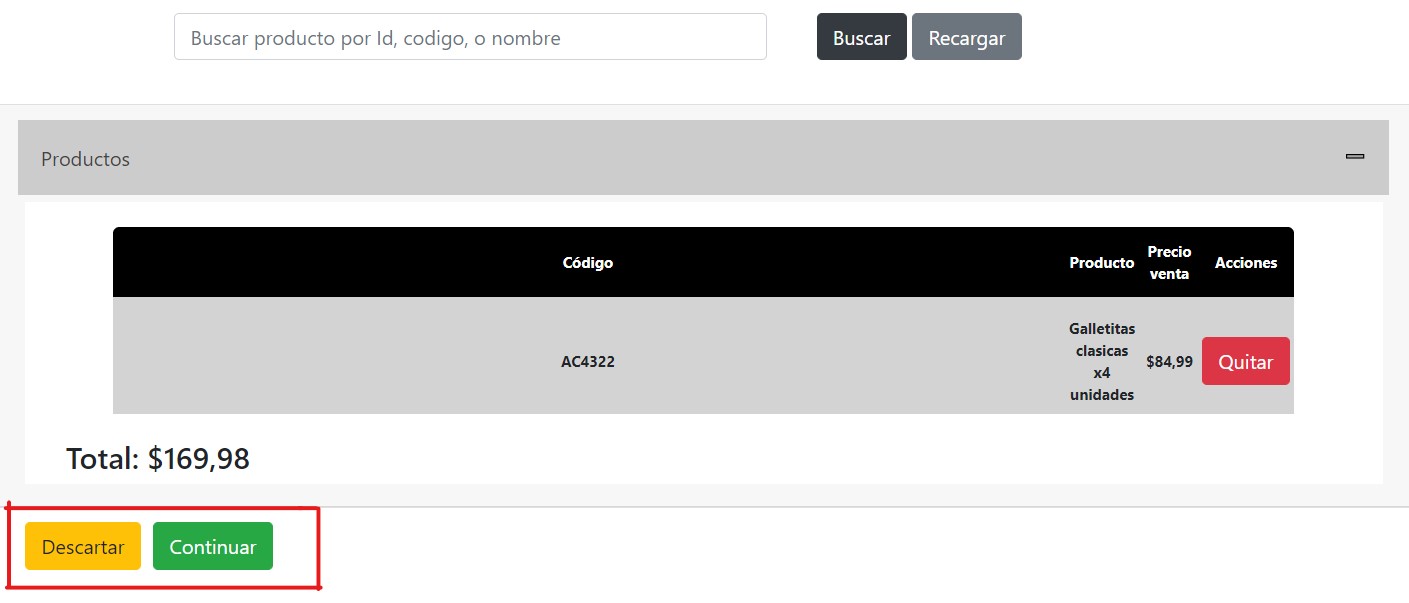 Buscar producto por Id, codigo, o nombre
Buscar
Recargar
Productos
Código
Producto
Precio
venta
Acciones
AC4322
Galletitas
clasicas
x4
unidades
$84,99
Quitar
Total: $169,98
Descartar
Continuar